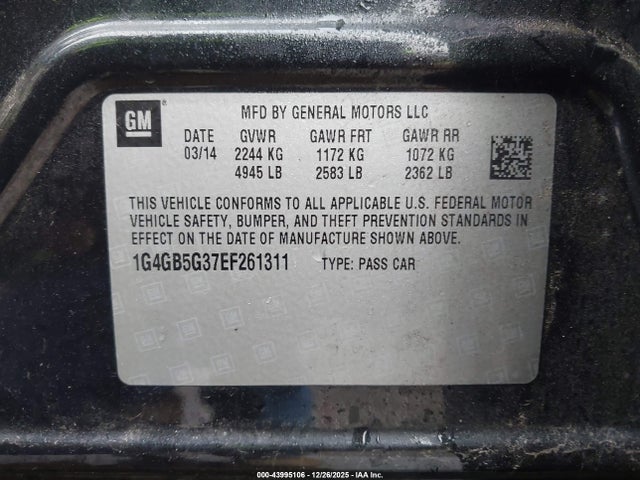 GM ®
MFD BY GENERAL MOTORS LLC
DATE GVWR GAWR FRT GAWR RR
03/14 2244 KG 1172 KG 1072 KG
4945 LB 2583 LB 2362 LB
THIS VEHICLE CONFORMS TO ALL APPLICABLE U.S. FEDERAL MOTOR
VEHICLE SAFETY, BUMPER, AND THEFT PREVENTION STANDARDS IN
EFFECT ON THE DATE OF MANUFACTURE SHOWN ABOVE.
1G4GB5G37EF261311 TYPE: PASS CAR
000-43995106 - 12/26/2025 - IAA Inc.